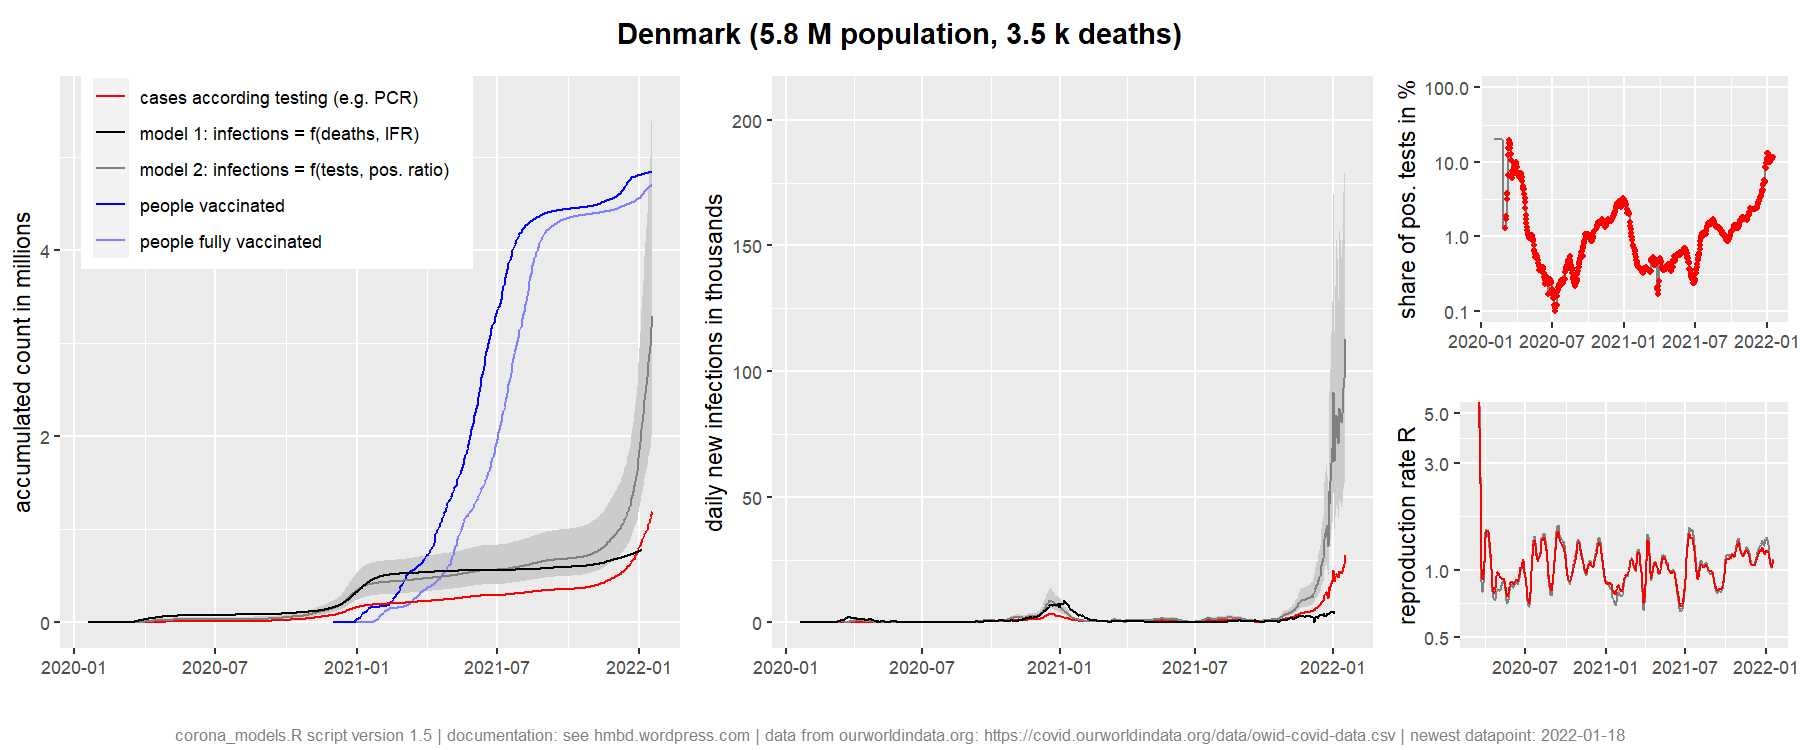 Denmark (5.8 M population, 3.5 k deaths)
cases according testing (e.g. PCR)
model 1: infections = f(deaths, IFR)
model 2: infections = f(tests, pos. ratio)
people vaccinated
people fully vaccinated
accumulated count in millions
4
2
0
2020-01 2020-07 2021-01 2021-07 2022-01
daily new infections in thousands
200
150
100
50
0
2020-01 2020-07 2021-01 2021-07 2022-01
share of pos. tests in %
100.0
10.0
1.0
0.1
2020-01 2020-07 2021-01 2021-07 2022-01
reproduction rate R
5.0
3.0
1.0
0.5
2020-07 2021-01 2021-07 2022-01
corona_models.R script version 1.5 | documentation: see hmbd.wordpress.com | data from ourworldindata.org: https://covid.ourworldindata.org/data/owid-covid-data.csv | newest datapoint: 2022-01-18